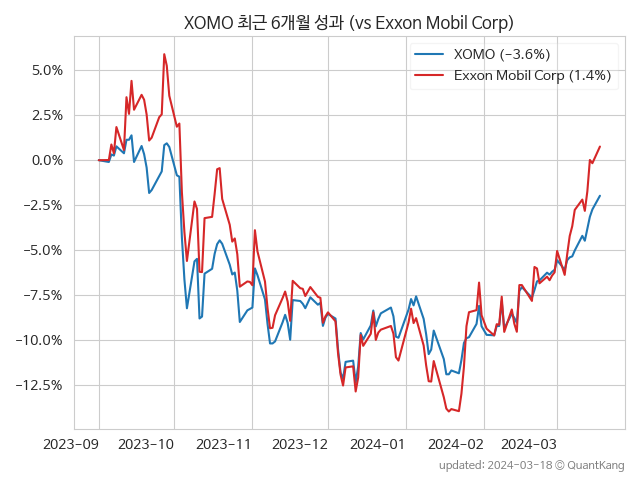 XOMO 최근 6개월 성과 (vs Exxon Mobil Corp)
XOMO (−3.6%)
Exxon Mobil Corp (1.4%)
5.0%
2.5%
0.0%
−2.5%
−5.0%
−7.5%
−10.0%
−12.5%
2023−09 2023−10 2023−11 2023−12 2024−01 2024−02 2024−03
updated: 2024−03−18 © QuantKang